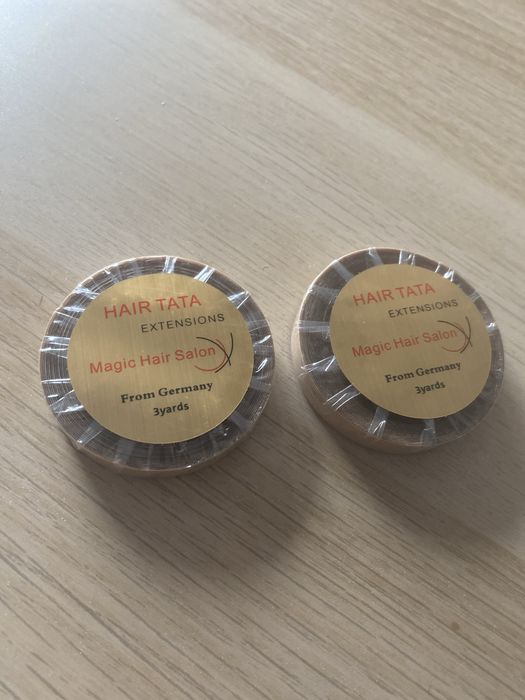 HAIR TATA
EXTENSIONS
Magic Hair Salon
From Germany
3yards
HAIR TATA
EXTENSIONS
Magic Hair Salon
From Germany
3yards